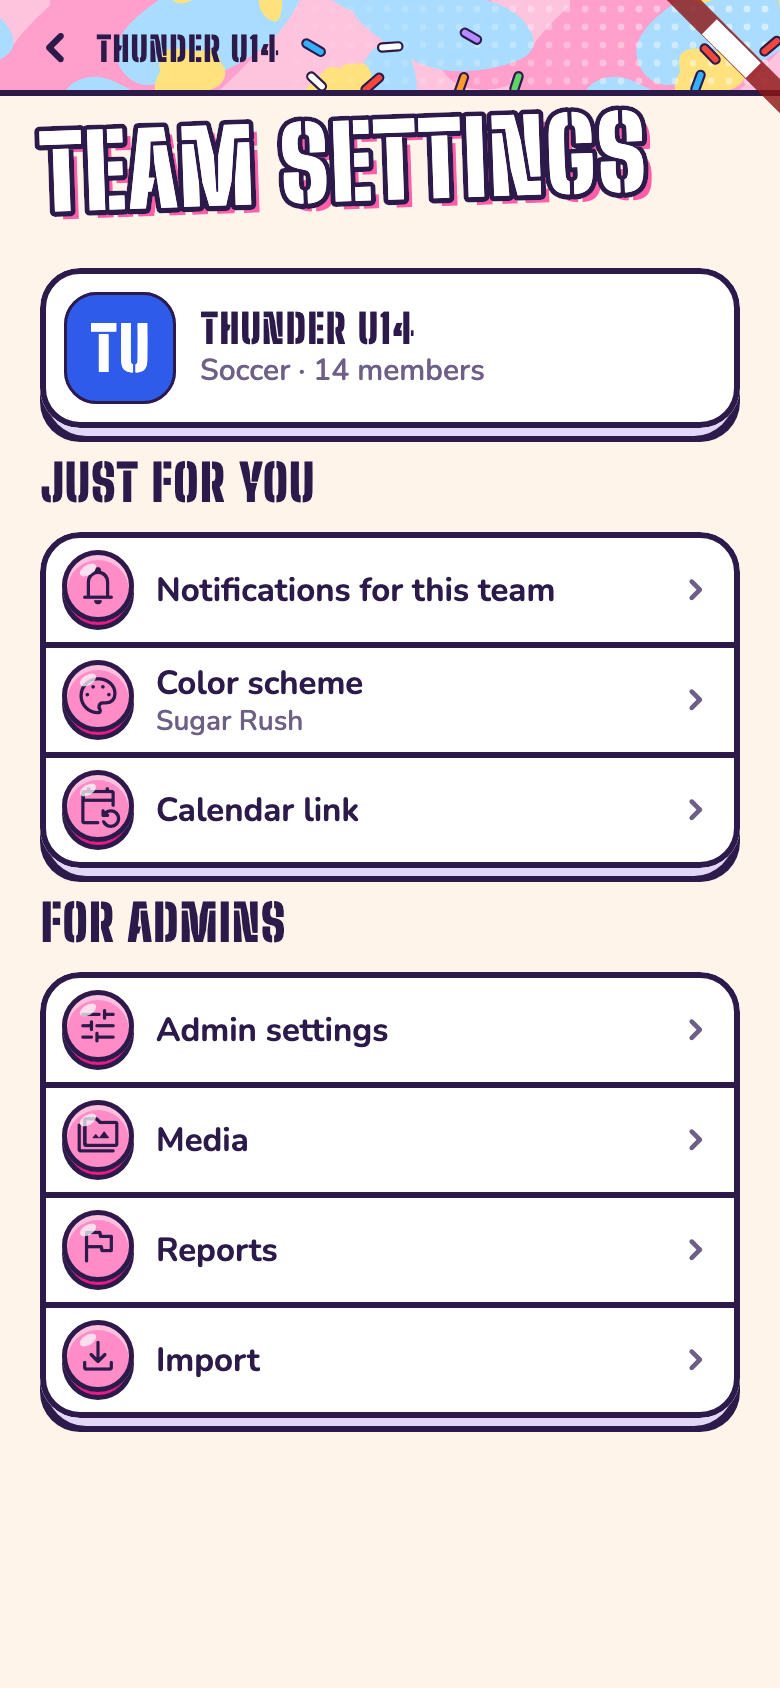 THUNDER U14
TEAM SETTINGS
TU
THUNDER U14
Soccer · 14 members
JUST FOR YOU
Notifications for this team
Color scheme
Sugar Rush
Calendar link
FOR ADMINS
Admin settings
Media
Reports
Import